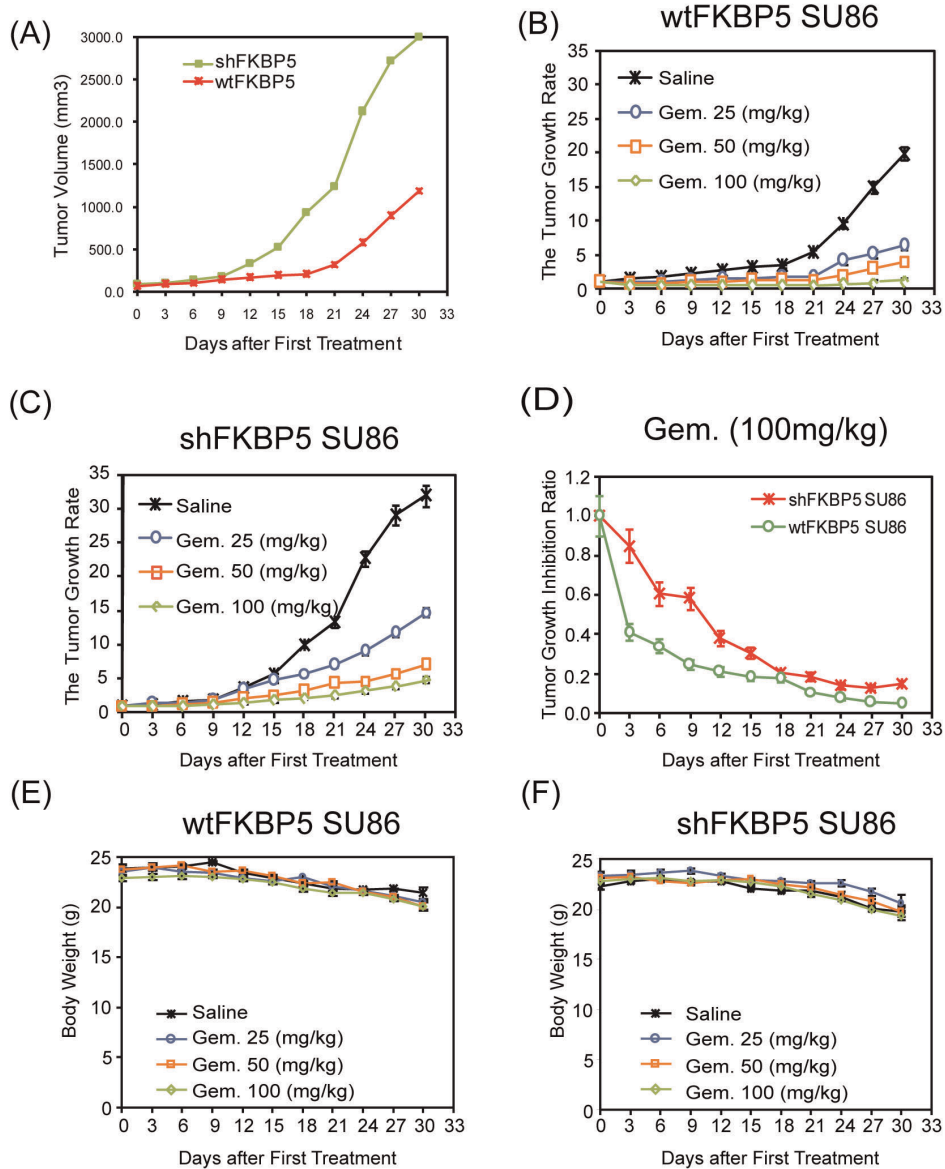 (A)
Tumor Volume (mm3)
3000.0
2500.0
2000.0
1500.0
1000.0
500.0
0.0
shFKBP5
wtFKBP5
0 3 6 9 12 15 18 21 24 27 30 33
Days after First Treatment
(B)
wtFKBP5 SU86
The Tumor Growth Rate
35
30
25
20
15
10
5
0
Saline
Gem. 25 (mg/kg)
Gem. 50 (mg/kg)
Gem. 100 (mg/kg)
0 3 6 9 12 15 18 21 24 27 30 33
Days after First Treatment
(C)
shFKBP5 SU86
The Tumor Growth Rate
35
30
25
20
15
10
5
0
Saline
Gem. 25 (mg/kg)
Gem. 50 (mg/kg)
Gem. 100 (mg/kg)
0 3 6 9 12 15 18 21 24 27 30 33
Days after First Treatment
(D)
Gem. (100mg/kg)
Tumor Growth Inhibition Ratio
1.2
1.0
0.8
0.6
0.4
0.2
0.0
shFKBP5 SU86
wtFKBP5 SU86
0 3 6 9 12 15 18 21 24 27 30 33
Days after First Treatment
(E)
wtFKBP5 SU86
Body Weight (g)
25
20
15
10
5
0
Saline
Gem. 25 (mg/kg)
Gem. 50 (mg/kg)
Gem. 100 (mg/kg)
0 3 6 9 12 15 18 21 24 27 30 33
Days after First Treatment
(F)
shFKBP5 SU86
Body Weight (g)
25
20
15
10
5
0
Saline
Gem. 25 (mg/kg)
Gem. 50 (mg/kg)
Gem. 100 (mg/kg)
0 3 6 9 12 15 18 21 24 27 30 33
Days after First Treatment